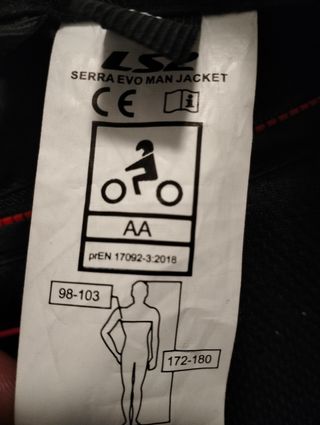 LS2
SERRA EVO MAN JACKET
CE
i
AA
prEN 17092-3:2018
98-103
172-180